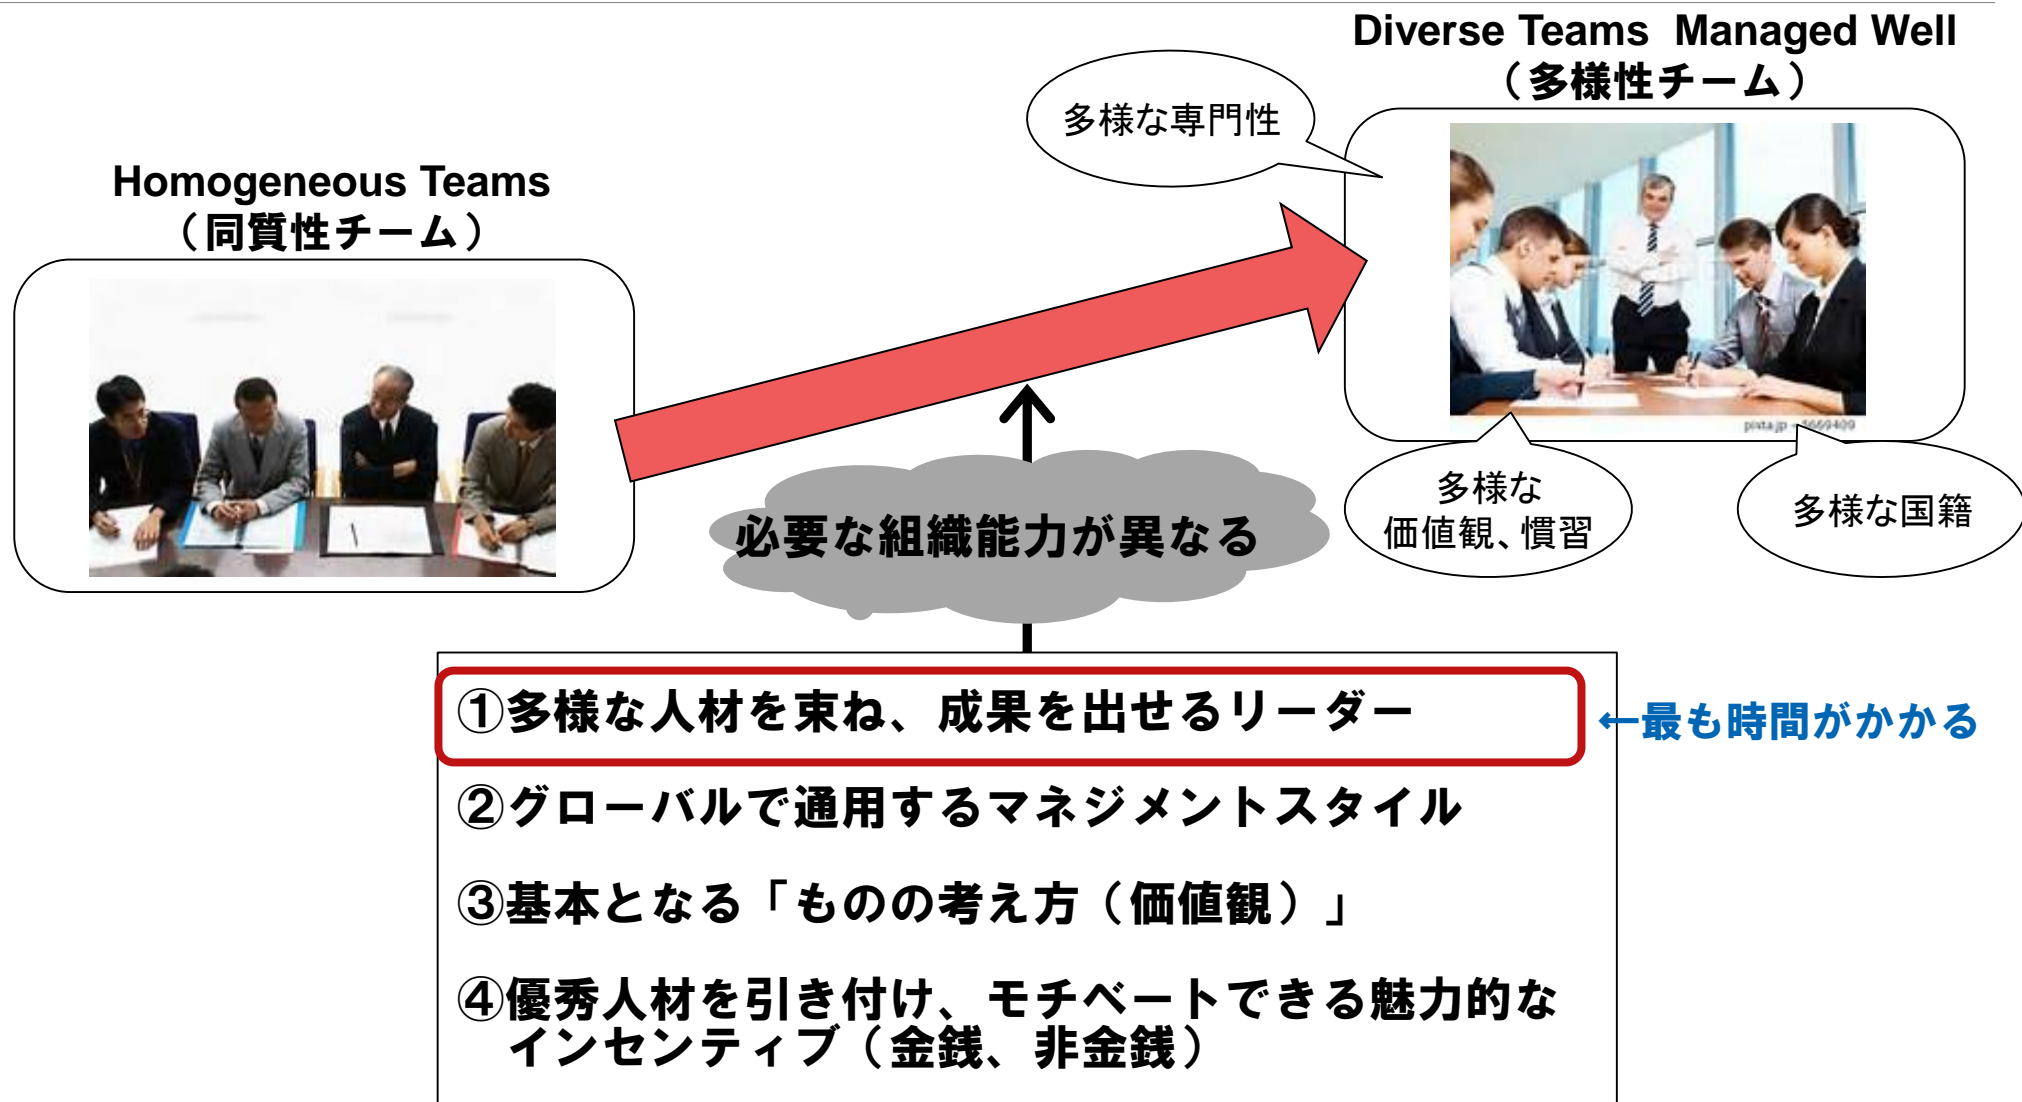 Diverse Teams  Managed Well
（多様性チーム）
多様な専門性
Homogeneous Teams
（同質性チーム）
pixta.jp - 3669409
多様な
価値観、慣習
多様な国籍
必要な組織能力が異なる
①多様な人材を束ね、成果を出せるリーダー
←最も時間がかかる
②グローバルで通用するマネジメントスタイル
③基本となる「ものの考え方（価値観）」
④優秀人材を引き付け、モチベートできる魅力的な
インセンティブ（金銭、非金銭）